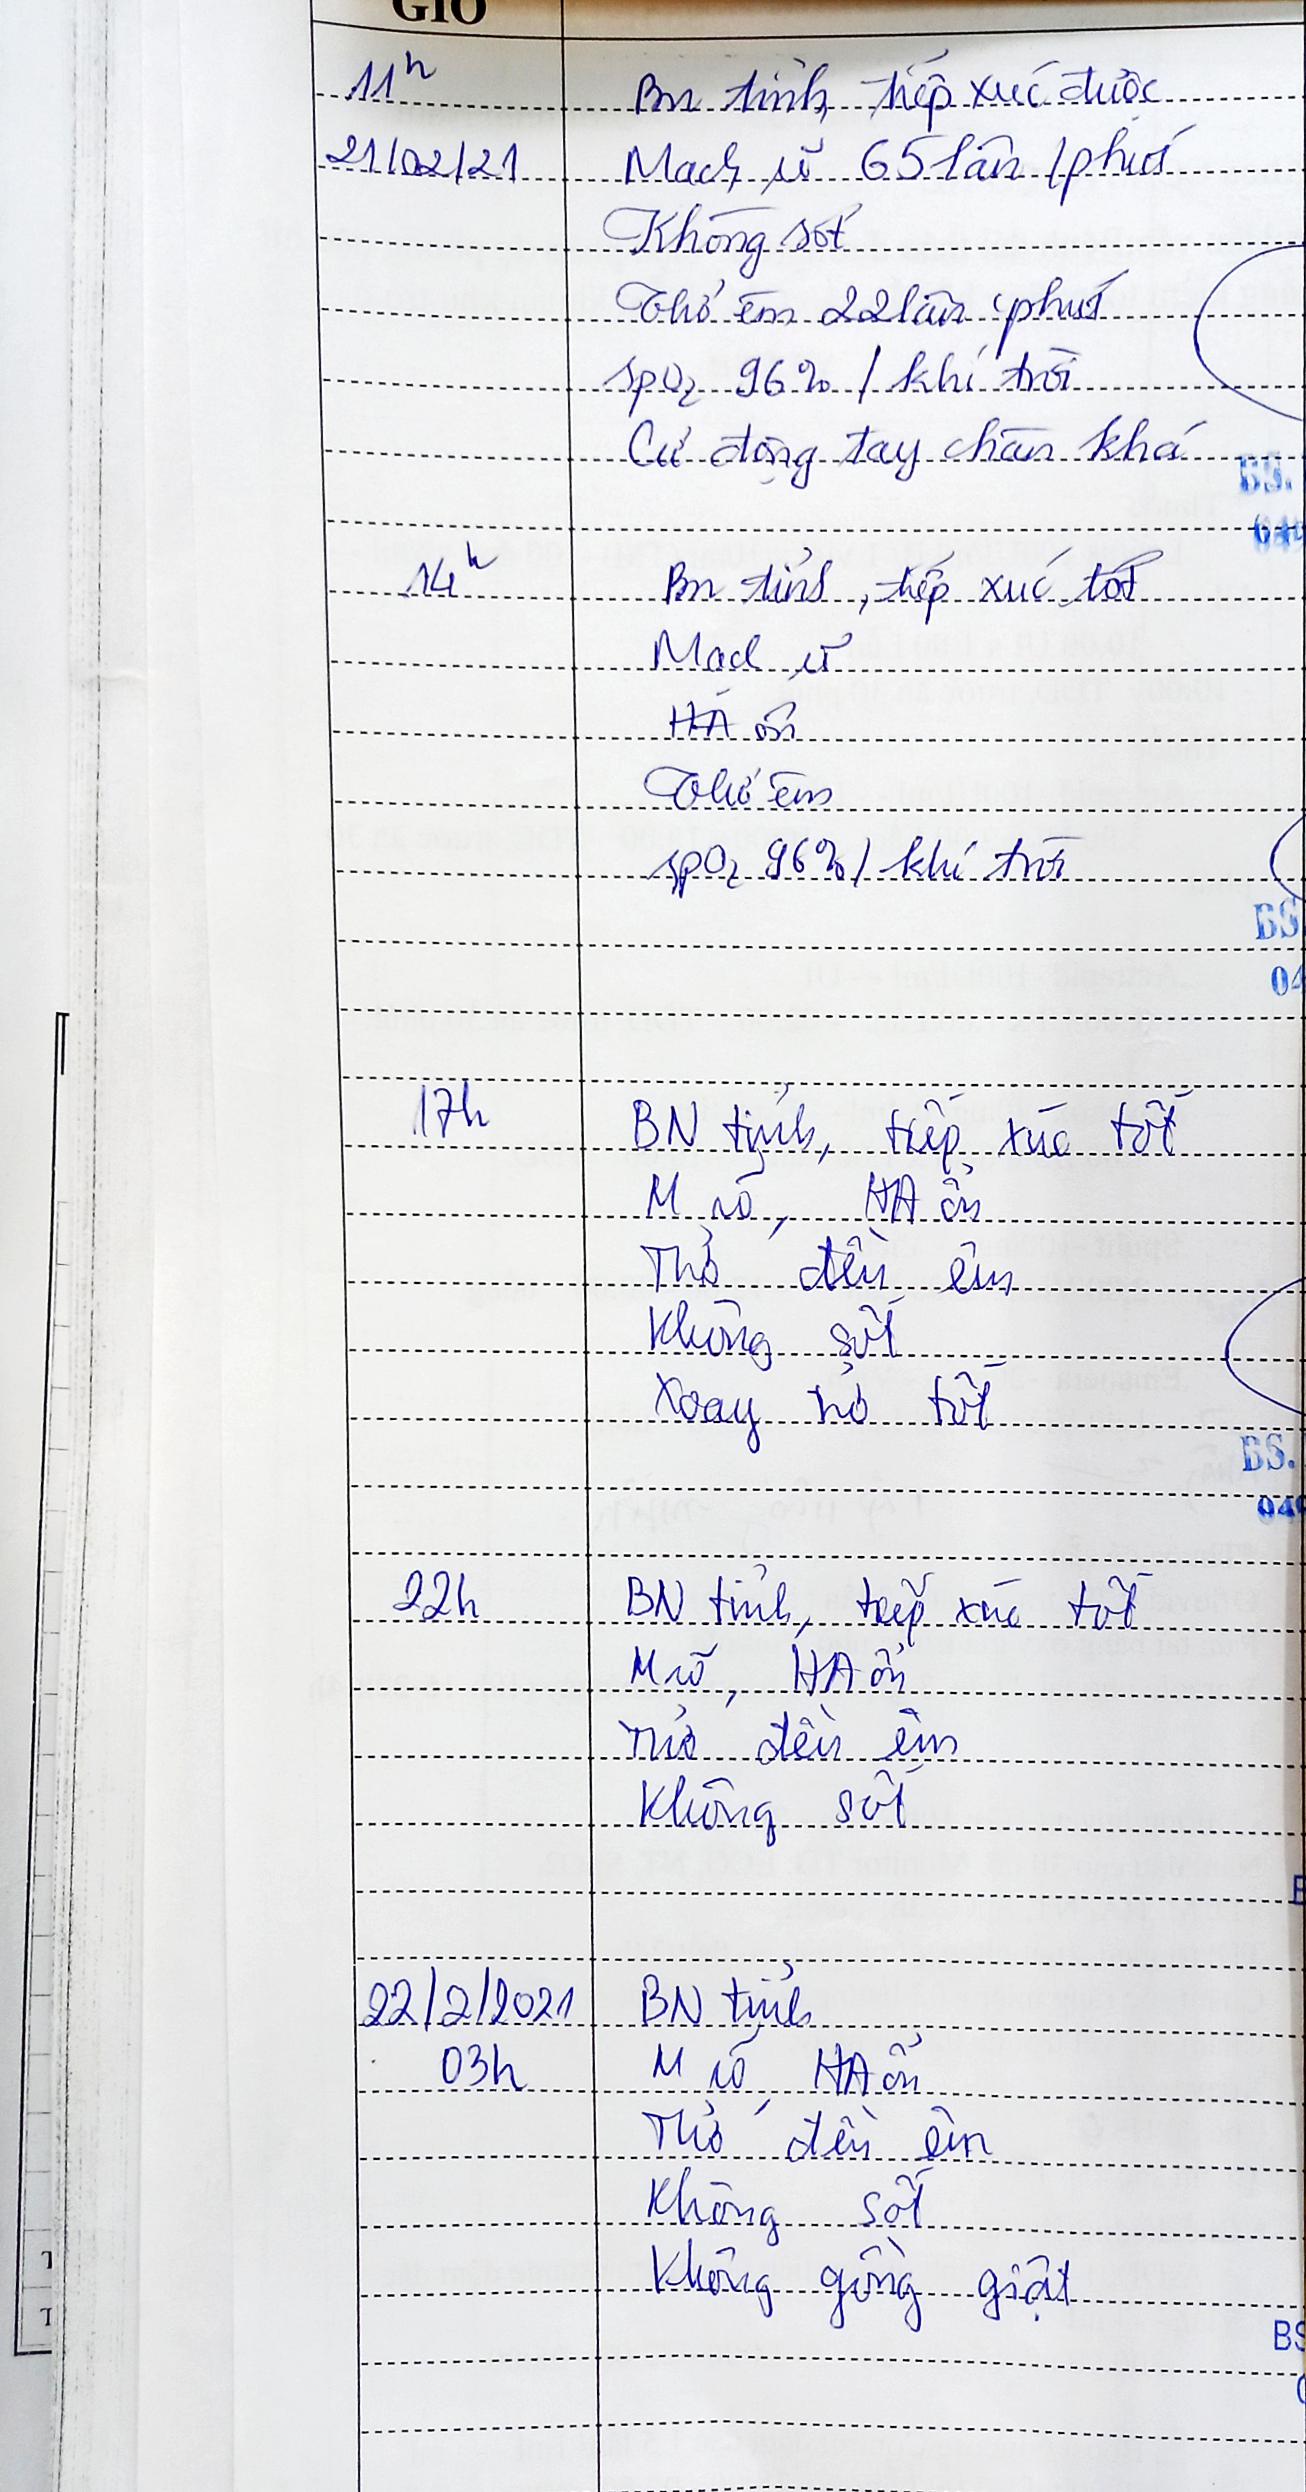 GIỜ
11h Bn tỉnh, tiếp xúc được
21/02/21 Mạch rõ 65 lần /phút
Không sốt
Thở êm 22 lần /phút
spO2 96% / khí trời
Cử động tay chân khá
BS.
049
14h Bn tỉnh, tiếp xúc tốt
Mạch rõ
HA ổn
Thở êm
spO2 96% / khí trời
BS
04
17h BN tỉnh, tiếp xúc tốt
M rõ, HA ổn
Thở đều êm
Không sốt
Xoay trở tốt
BS.
049
22h BN tỉnh, tiếp xúc tốt
M rõ, HA ổn
Thở đều êm
Không sốt
22/2/2021 BN tỉnh
03h M rõ, HA ổn
Thở đều êm
Không sốt
Không gồng giật
BS